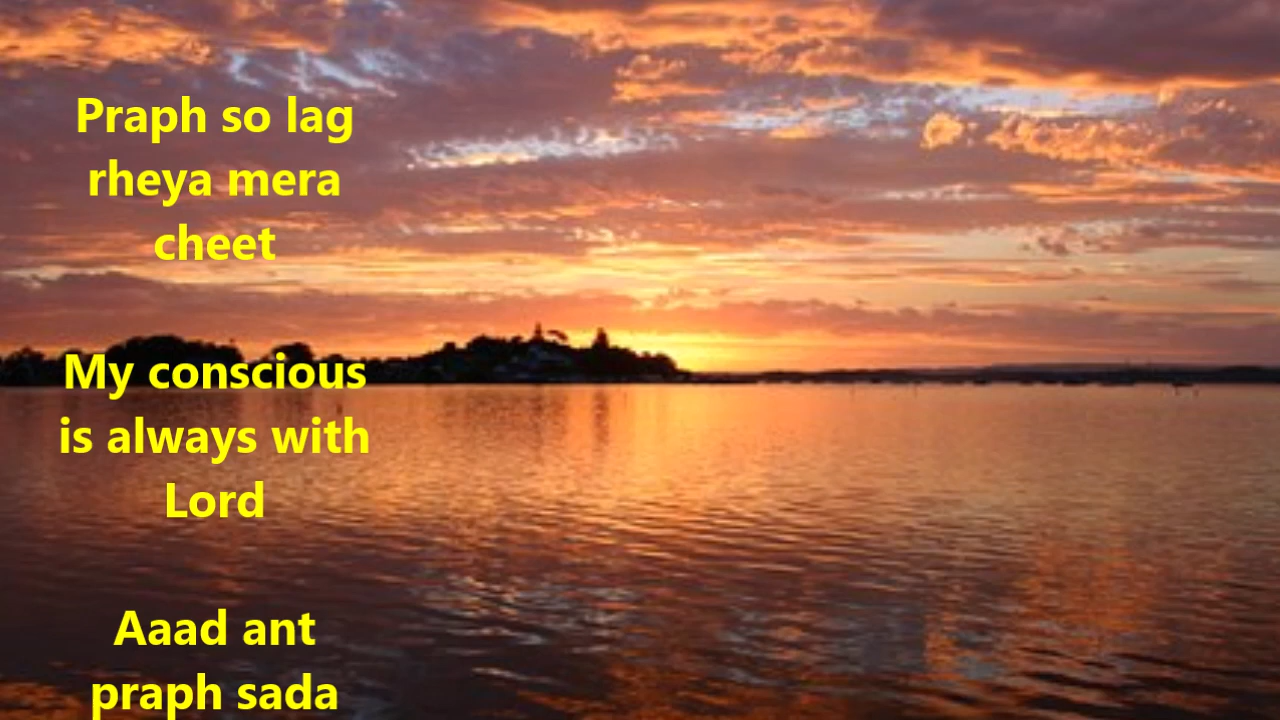 Praph so lag
rheya mera
cheet
My conscious
is always with
Lord
Aaad ant
praph sada